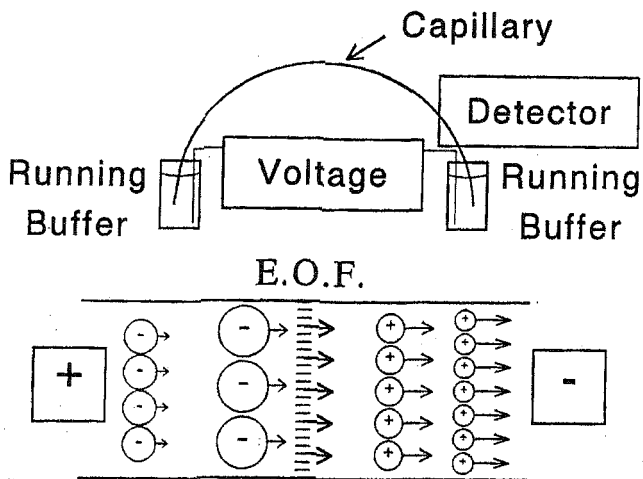 Capillary
Detector
Running Buffer
Voltage
Running Buffer
E.O.F.
+
-
- - - -
- - -
+ + + + +
+ + + + + + +